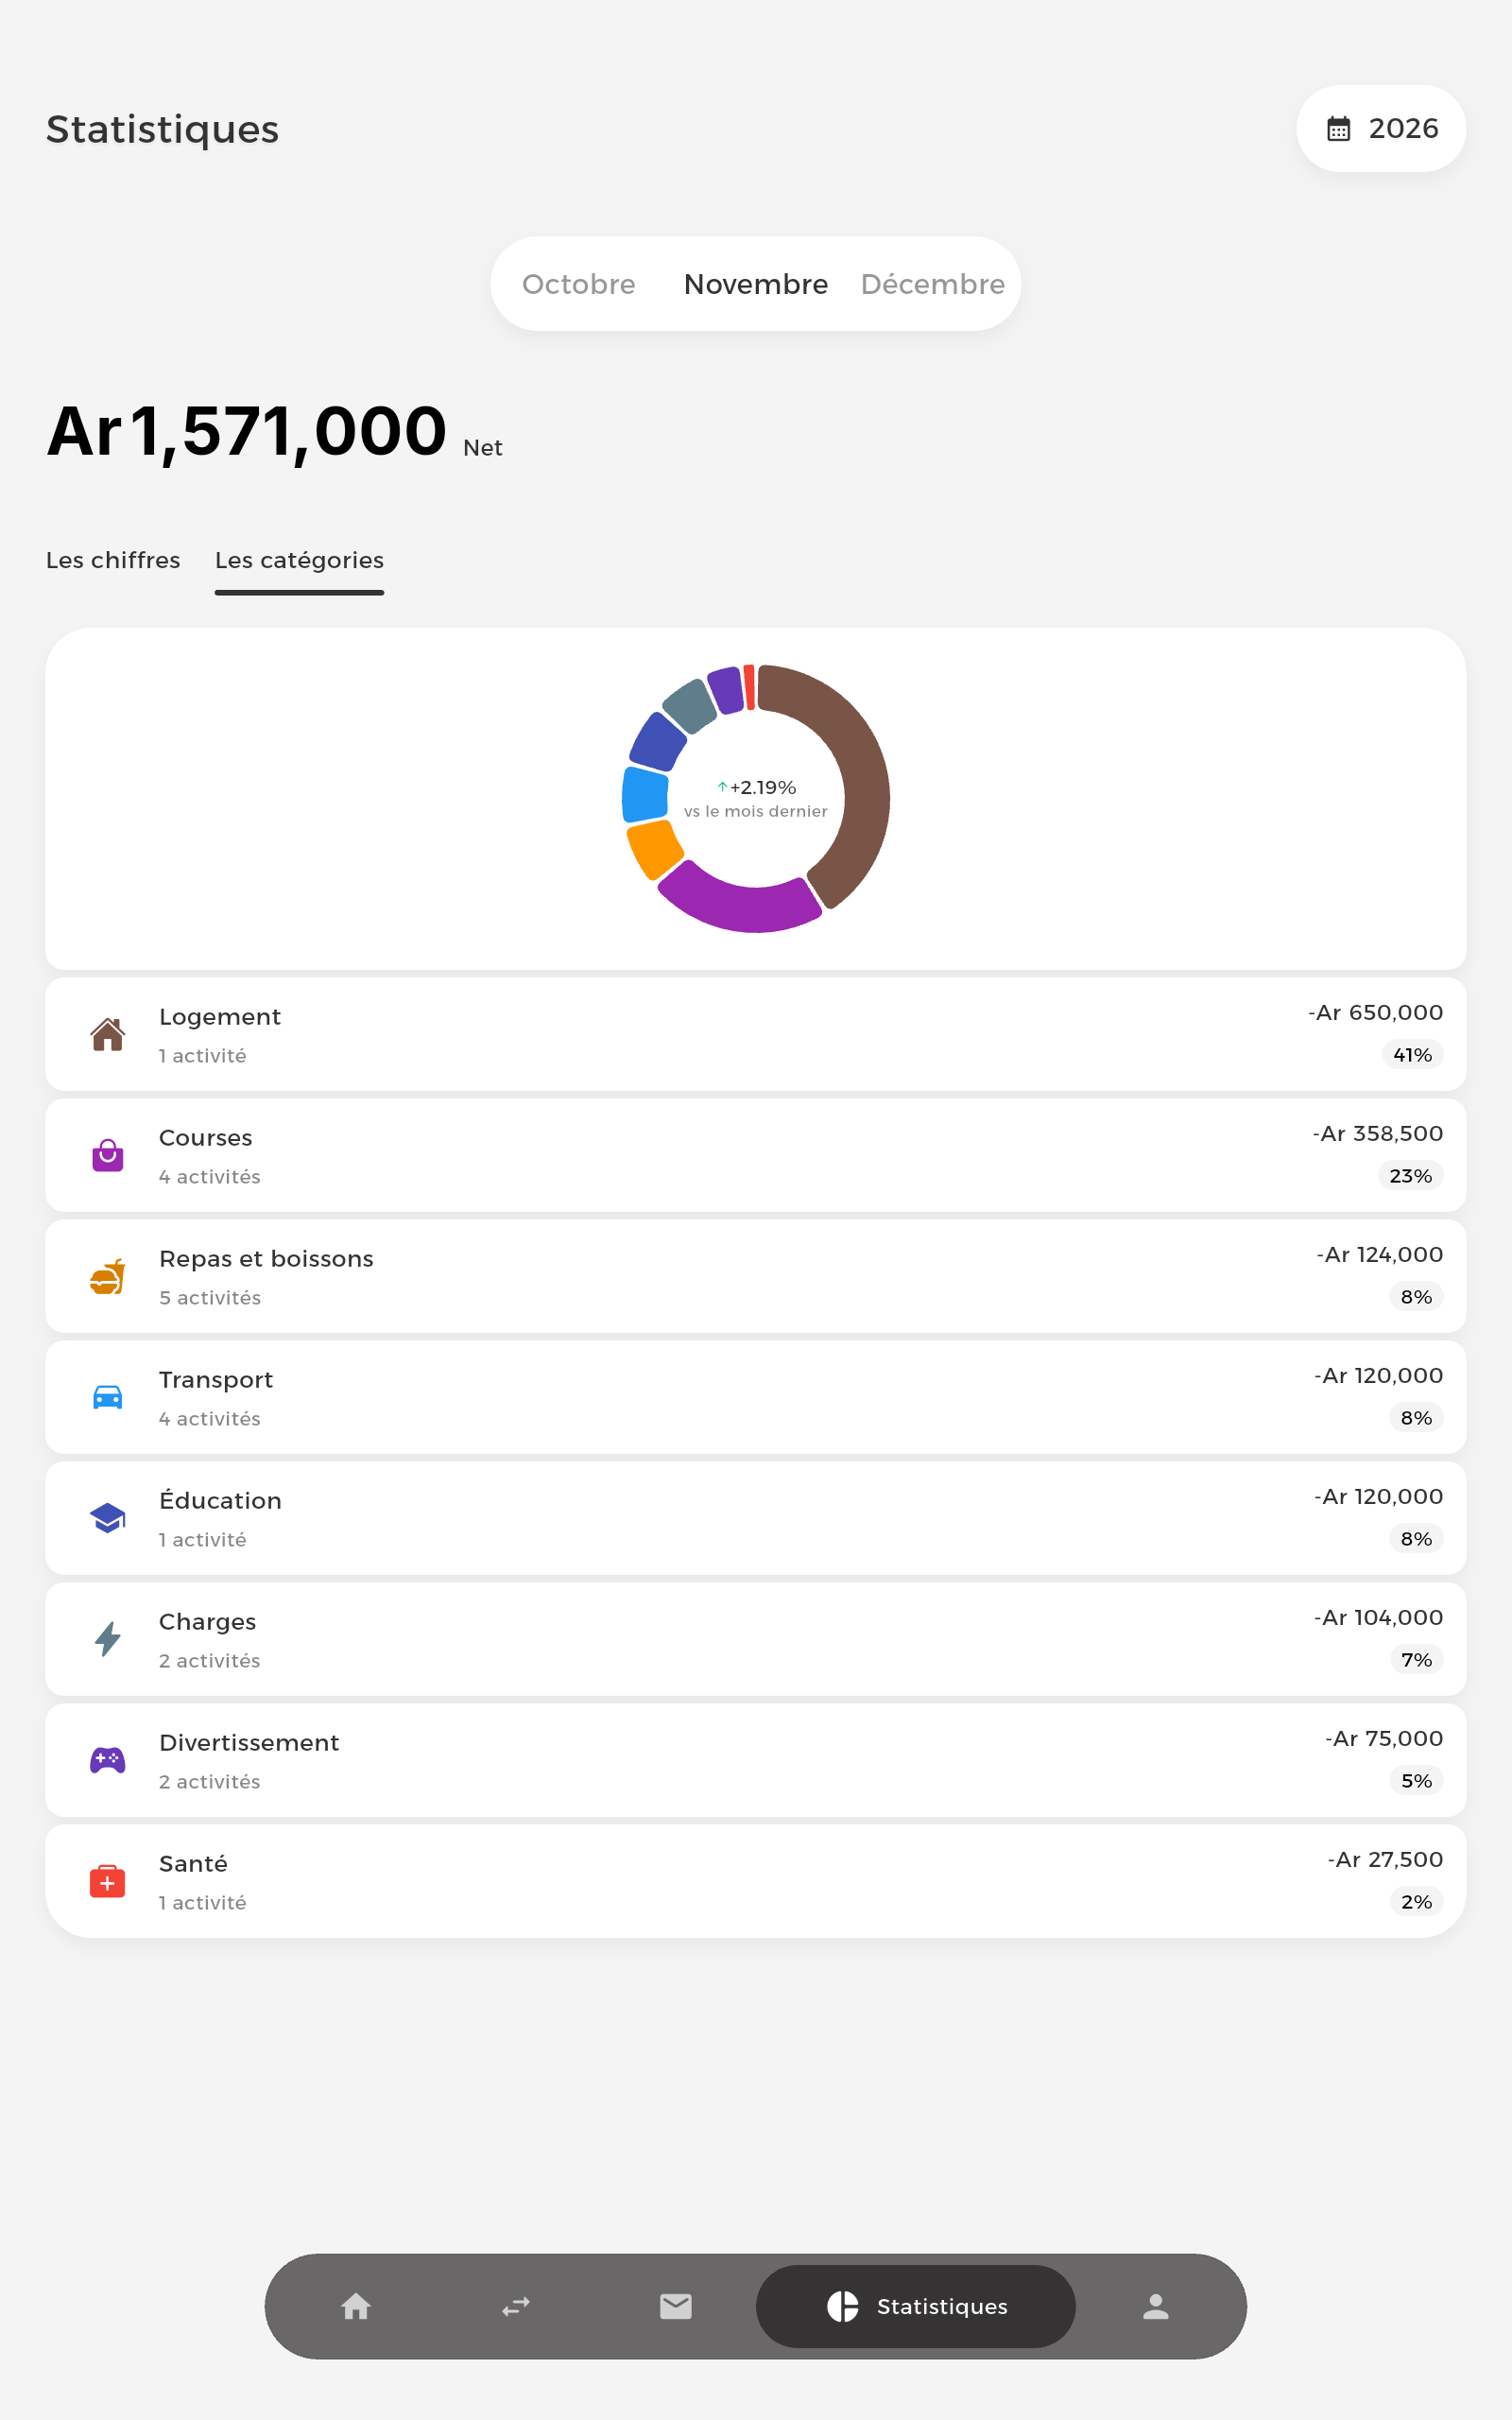 Statistiques
2026
Octobre Novembre Décembre
Ar 1,571,000 Net
Les chiffres Les catégories
+2.19%
vs le mois dernier
Logement
-Ar 650,000
1 activité
41%
Courses
-Ar 358,500
4 activités
23%
Repas et boissons
-Ar 124,000
5 activités
8%
Transport
-Ar 120,000
4 activités
8%
Éducation
-Ar 120,000
1 activité
8%
Charges
-Ar 104,000
2 activités
7%
Divertissement
-Ar 75,000
2 activités
5%
Santé
-Ar 27,500
1 activité
2%
Statistiques